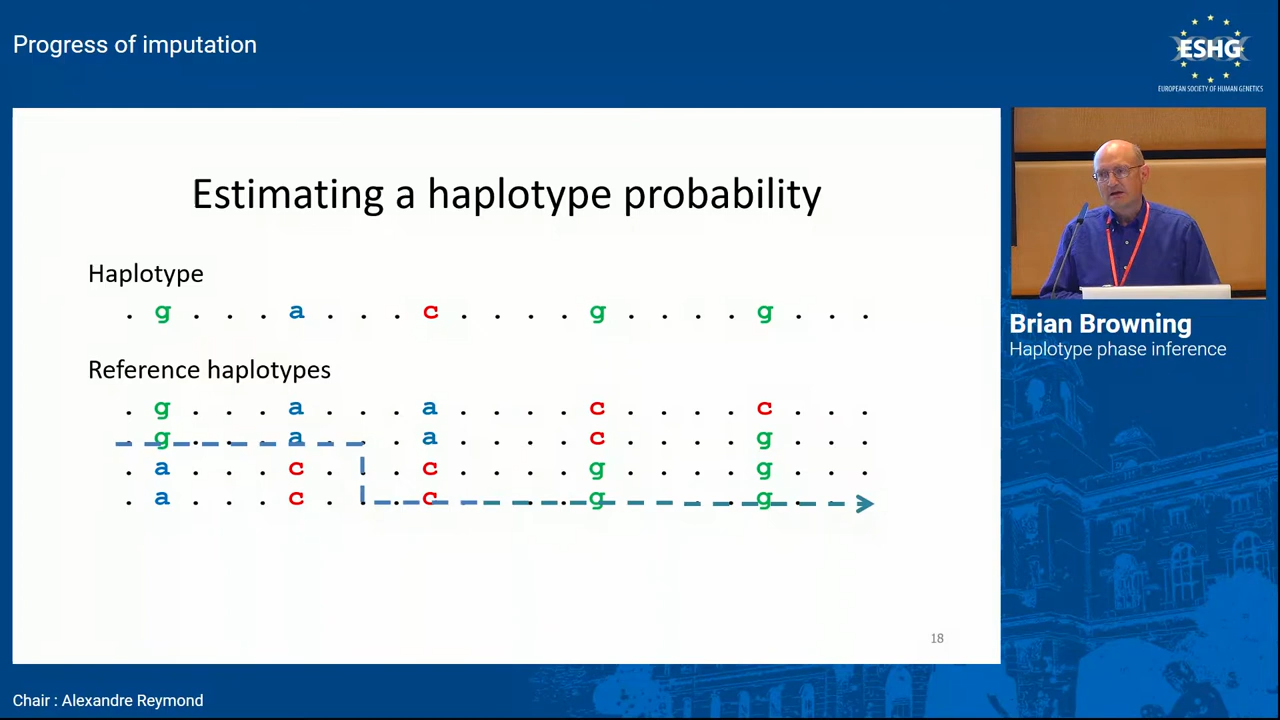 Progress of imputation
ESHG
EUROPEAN SOCIETY OF HUMAN GENETICS
Estimating a haplotype probability
Haplotype
. g . . . a . . . c . . . . g . . . . g . . .
Reference haplotypes
. g . . . a . . . a . . . . c . . . . c . . .
. g . . . a . . . a . . . . c . . . . g . . .
. a . . . c . . . c . . . . g . . . . g . . .
. a . . . c . . . c . . . . g . . . . g . . .
18
Brian Browning
Haplotype phase inference
Chair : Alexandre Reymond